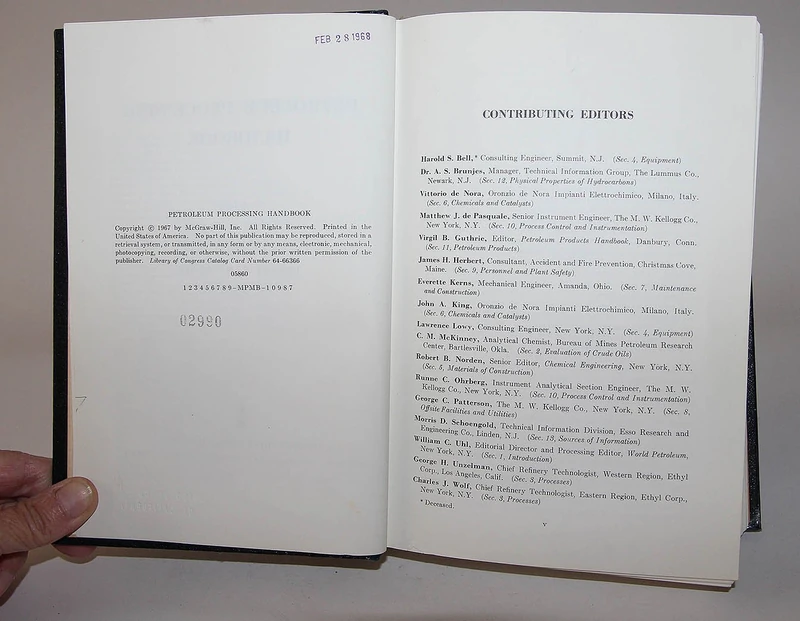 FEB 28 1968
PETROLEUM PROCESSING HANDBOOK
Copyright © 1967 by McGraw-Hill, Inc. All Rights Reserved. Printed in the
United States of America. No part of this publication may be reproduced, stored in a
retrieval system, or transmitted, in any form or by any means, electronic, mechanical,
photocopying, recording, or otherwise, without the prior written permission of the
publisher. Library of Congress Catalog Card Number 64-66366
05860
1 2 3 4 5 6 7 8 9 – MPMB – 1 0 9 8 7
02990
CONTRIBUTING EDITORS
Harold S. Bell,* Consulting Engineer, Summit, N.J. (Sec. 4, Equipment)
Dr. A. S. Brunjes, Manager, Technical Information Group, The Lummus Co.,
Newark, N.J. (Sec. 12, Physical Properties of Hydrocarbons)
Vittorio de Nora, Oronzio de Nora Impianti Elettrochimico, Milano, Italy.
(Sec. 6, Chemicals and Catalysts)
Matthew J. de Pasquale, Senior Instrument Engineer, The M. W. Kellogg Co.,
New York, N.Y. (Sec. 10, Process Control and Instrumentation)
Virgil B. Guthrie, Editor, Petroleum Products Handbook, Danbury, Conn.
(Sec. 11, Petroleum Products)
James H. Herbert, Consultant, Accident and Fire Prevention, Christmas Cove,
Maine. (Sec. 9, Personnel and Plant Safety)
Everette Kerns, Mechanical Engineer, Amanda, Ohio. (Sec. 7, Maintenance
and Construction)
John A. King, Oronzio de Nora Impianti Elettrochimico, Milano, Italy.
(Sec. 6, Chemicals and Catalysts)
Lawrence Lowy, Consulting Engineer, New York, N.Y. (Sec. 4, Equipment)
C. M. McKinney, Analytical Chemist, Bureau of Mines Petroleum Research
Center, Bartlesville, Okla. (Sec. 2, Evaluation of Crude Oils)
Robert B. Norden, Senior Editor, Chemical Engineering, New York, N.Y.
(Sec. 5, Materials of Construction)
Runne C. Ohrberg, Instrument Analytical Section Engineer, The M. W.
Kellogg Co., New York, N.Y. (Sec. 10, Process Control and Instrumentation)
George C. Patterson, The M. W. Kellogg Co., New York, N.Y. (Sec. 8,
Offsite Facilities and Utilities)
Morris D. Schoengold, Technical Information Division, Esso Research and
Engineering Co., Linden, N.J. (Sec. 13, Sources of Information)
William C. Uhl, Editorial Director and Processing Editor, World Petroleum,
New York, N.Y. (Sec. 1, Introduction)
George H. Unzelman, Chief Refinery Technologist, Western Region, Ethyl
Corp., Los Angeles, Calif. (Sec. 3, Processes)
Charles J. Wolf, Chief Refinery Technologist, Eastern Region, Ethyl Corp.,
New York, N.Y. (Sec. 3, Processes)
* Deceased.
v